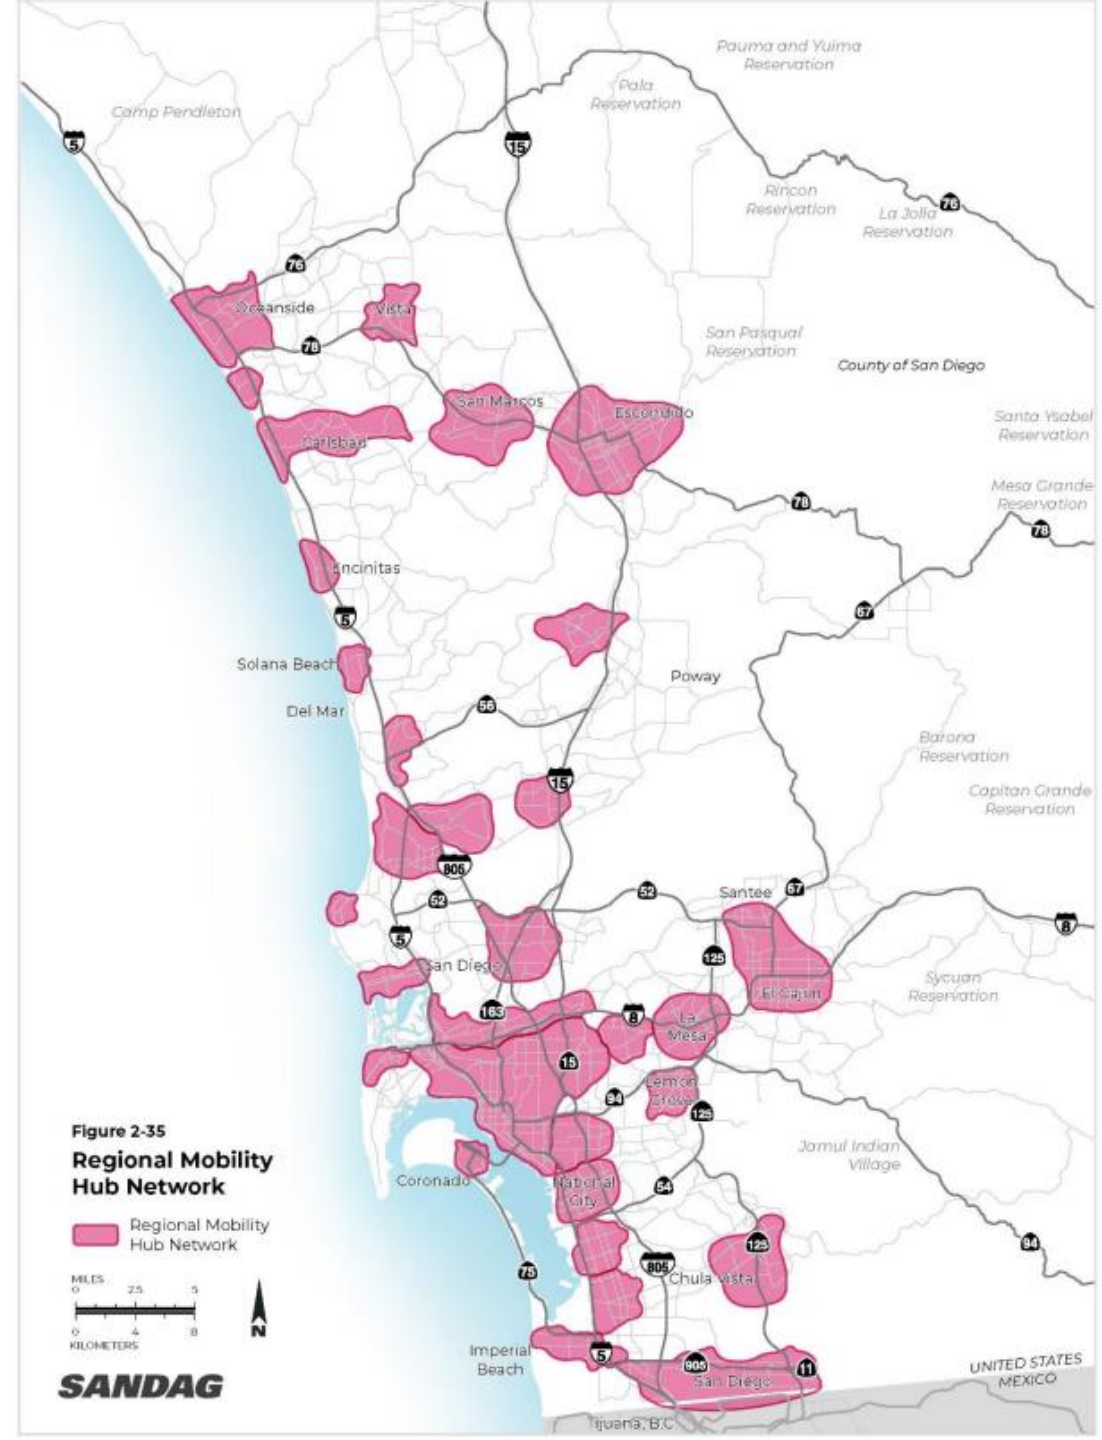 Pauma and Yuima
Reservation
Pala
Reservation
Camp Pendleton
5
15
Rincon
Reservation
La Jolla
Reservation
76
76
Oceanside
Vista
78
San Pasqual
Reservation
County of San Diego
San Marcos
Escondido
Santa Ysabel
Reservation
Carlsbad
Mesa Grande
Reservation
78
78
Encinitas
67
5
Solana Beach
Poway
Del Mar
56
Barona
Reservation
15
Capitan Grande
Reservation
805
52
52
Santee
67
8
5
125
San Diego
El Cajon
Sycuan
Reservation
163
8
La
Mesa
15
94
Lemon
Grove
125
Jamul Indian
Village
Figure 2-35
Regional Mobility
Hub Network
Coronado
National
City
54
Regional Mobility
Hub Network
125
94
75
805
Chula Vista
MILES
0 2.5 5
0 4 8
KILOMETERS
N
Imperial
Beach
5
905
11
San Diego
UNITED STATES
MEXICO
SANDAG
Tijuana, B.C.